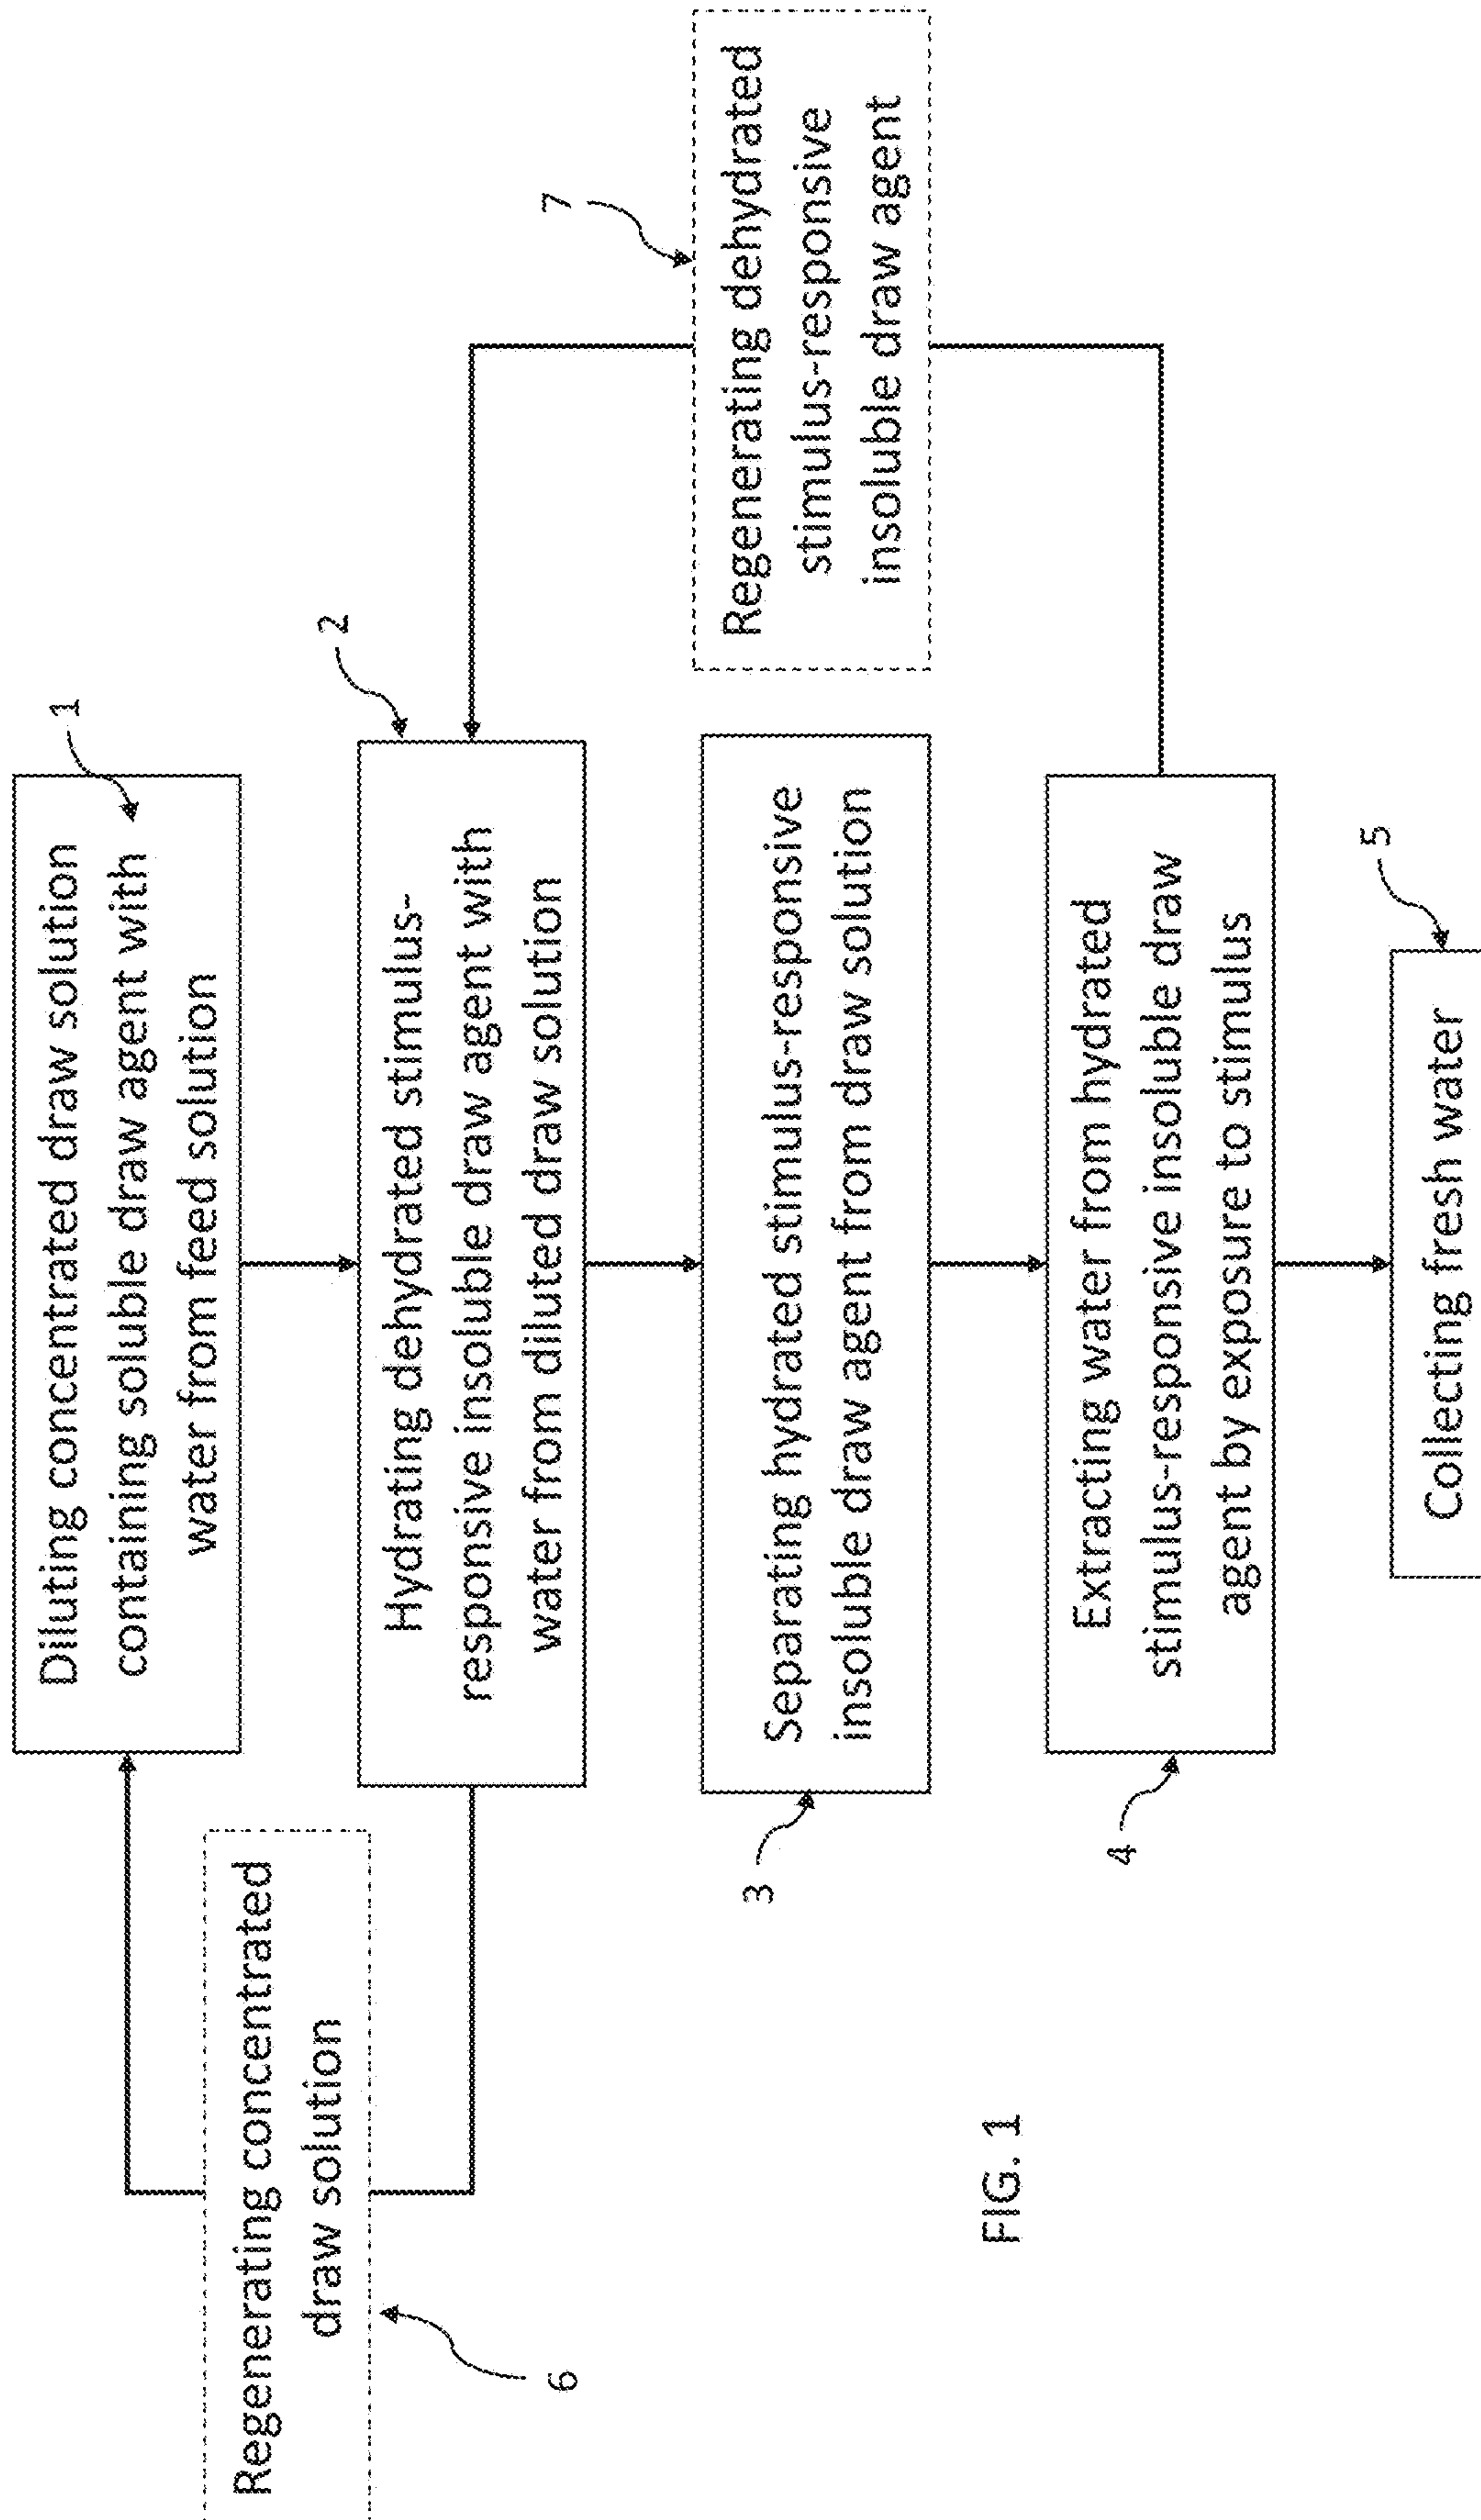 Diluting concentrated draw solution
containing soluble draw agent with
water from feed solution
1
Regenerating concentrated
draw solution
6
Hydrating dehydrated stimulus-
responsive insoluble draw agent with
water from diluted draw solution
2
Separating hydrated stimulus-responsive
insoluble draw agent from draw solution
3
Regenerating dehydrated
stimulus-responsive
insoluble draw agent
7
Extracting water from hydrated
stimulus-responsive insoluble draw
agent by exposure to stimulus
4
Collecting fresh water
5
FIG. 1